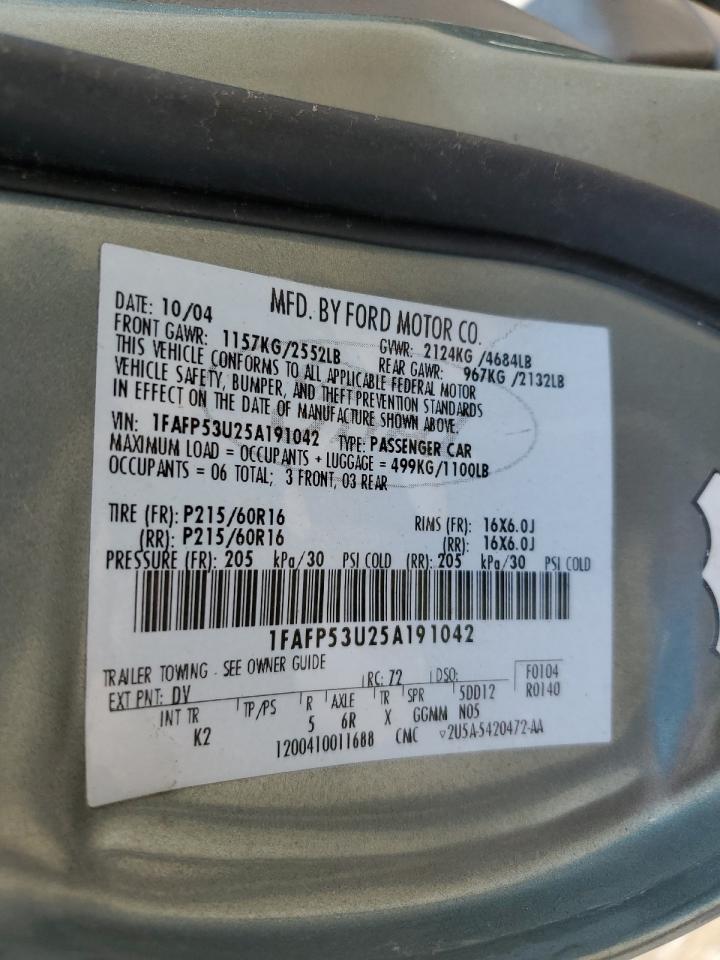 DATE: 10/04 MFD. BY FORD MOTOR CO.
FRONT GAWR: 1157KG/2552LB GVWR: 2124KG /4684LB
REAR GAWR: 967KG /2132LB
THIS VEHICLE CONFORMS TO ALL APPLICABLE FEDERAL MOTOR
VEHICLE SAFETY, BUMPER, AND THEFT PREVENTION STANDARDS
IN EFFECT ON THE DATE OF MANUFACTURE SHOWN ABOVE.
VIN: 1FAFP53U25A191042 TYPE: PASSENGER CAR
MAXIMUM LOAD = OCCUPANTS + LUGGAGE = 499KG/1100LB
OCCUPANTS = 06 TOTAL; 3 FRONT, 03 REAR
TIRE (FR): P215/60R16 RIMS (FR): 16X6.0J
(RR): P215/60R16 (RR): 16X6.0J
PRESSURE (FR): 205 kPa/30 PSI COLD (RR): 205 kPa/30 PSI COLD
1FAFP53U25A191042
TRAILER TOWING - SEE OWNER GUIDE
EXT PNT: DV RC: 72 DSO: F0104
R0140
INT TR TP/PS R AXLE TR SPR 5DD12
K2 5 6R X GGMM N05
1200410011688 CMC ▽2U5A-5420472-AA